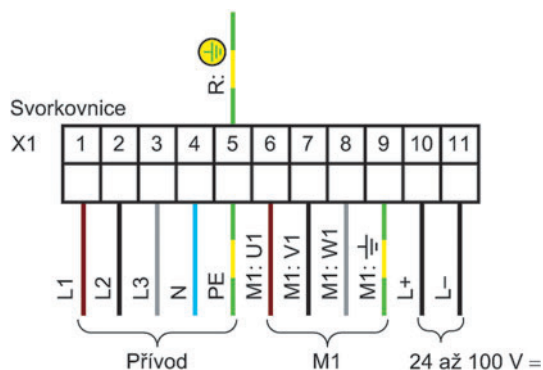 R:
Svorkovnice
X1 1 2 3 4 5 6 7 8 9 10 11
L1 L2 L3 N PE M1: U1 M1: V1 M1: W1 M1: L+ L–
Přívod M1 24 až 100 V =